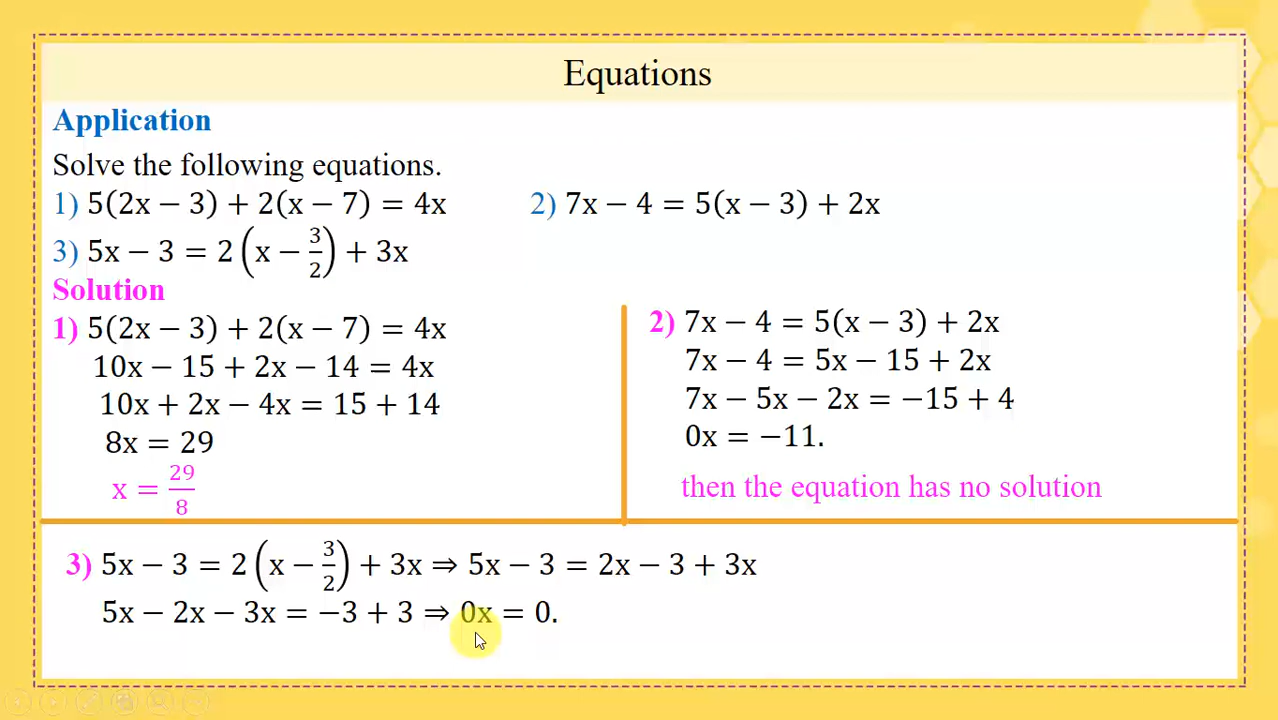 Equations
Application
Solve the following equations.
1) 5(2x − 3) + 2(x − 7) = 4x
2) 7x − 4 = 5(x − 3) + 2x
3) 5x − 3 = 2(x − 3/2) + 3x
Solution
1) 5(2x − 3) + 2(x − 7) = 4x
10x − 15 + 2x − 14 = 4x
10x + 2x − 4x = 15 + 14
8x = 29
x = 29/8
2) 7x − 4 = 5(x − 3) + 2x
7x − 4 = 5x − 15 + 2x
7x − 5x − 2x = −15 + 4
0x = −11.
then the equation has no solution
3) 5x − 3 = 2(x − 3/2) + 3x ⇒ 5x − 3 = 2x − 3 + 3x
5x − 2x − 3x = −3 + 3 ⇒ 0x = 0.